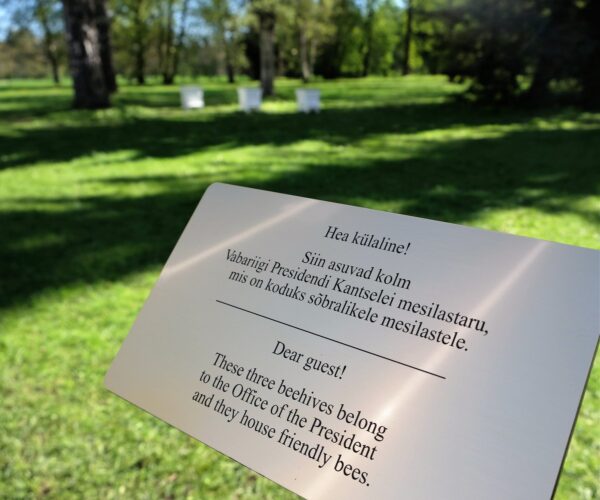 Hea külaline!
Siin asuvad kolm
Vabariigi Presidendi Kantselei mesilastaru,
mis on koduks sõbralikele mesilastele.
Dear guest!
These three beehives belong
to the Office of the President
and they house friendly bees.